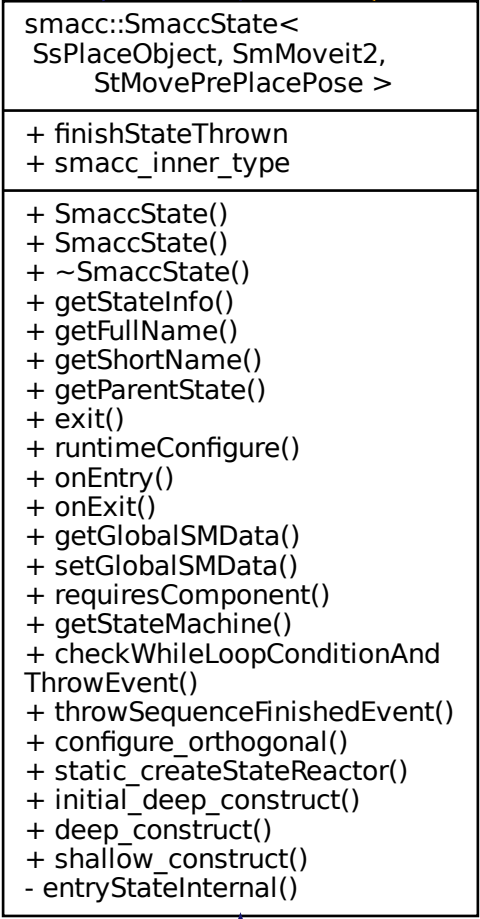 smacc::SmaccState<
SsPlaceObject, SmMoveit2,
StMovePrePlacePose >
+ finishStateThrown
+ smacc_inner_type
+ SmaccState()
+ SmaccState()
+ ~SmaccState()
+ getStateInfo()
+ getFullName()
+ getShortName()
+ getParentState()
+ exit()
+ runtimeConfigure()
+ onEntry()
+ onExit()
+ getGlobalSMData()
+ setGlobalSMData()
+ requiresComponent()
+ getStateMachine()
+ checkWhileLoopConditionAnd
ThrowEvent()
+ throwSequenceFinishedEvent()
+ configure_orthogonal()
+ static_createStateReactor()
+ initial_deep_construct()
+ deep_construct()
+ shallow_construct()
- entryStateInternal()